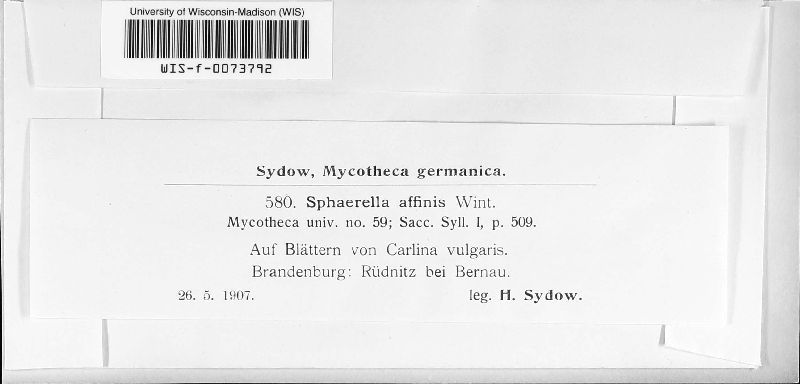 University of Wisconsin-Madison (WIS)
WIS-f-0073792
Sydow, Mycotheca germanica.
580. Sphaerella affinis Wint.
Mycotheca univ. no. 59; Sacc. Syll. I, p. 509.
Auf Blättern von Carlina vulgaris.
Brandenburg: Rüdnitz bei Bernau.
26. 5. 1907. leg. H. Sydow.